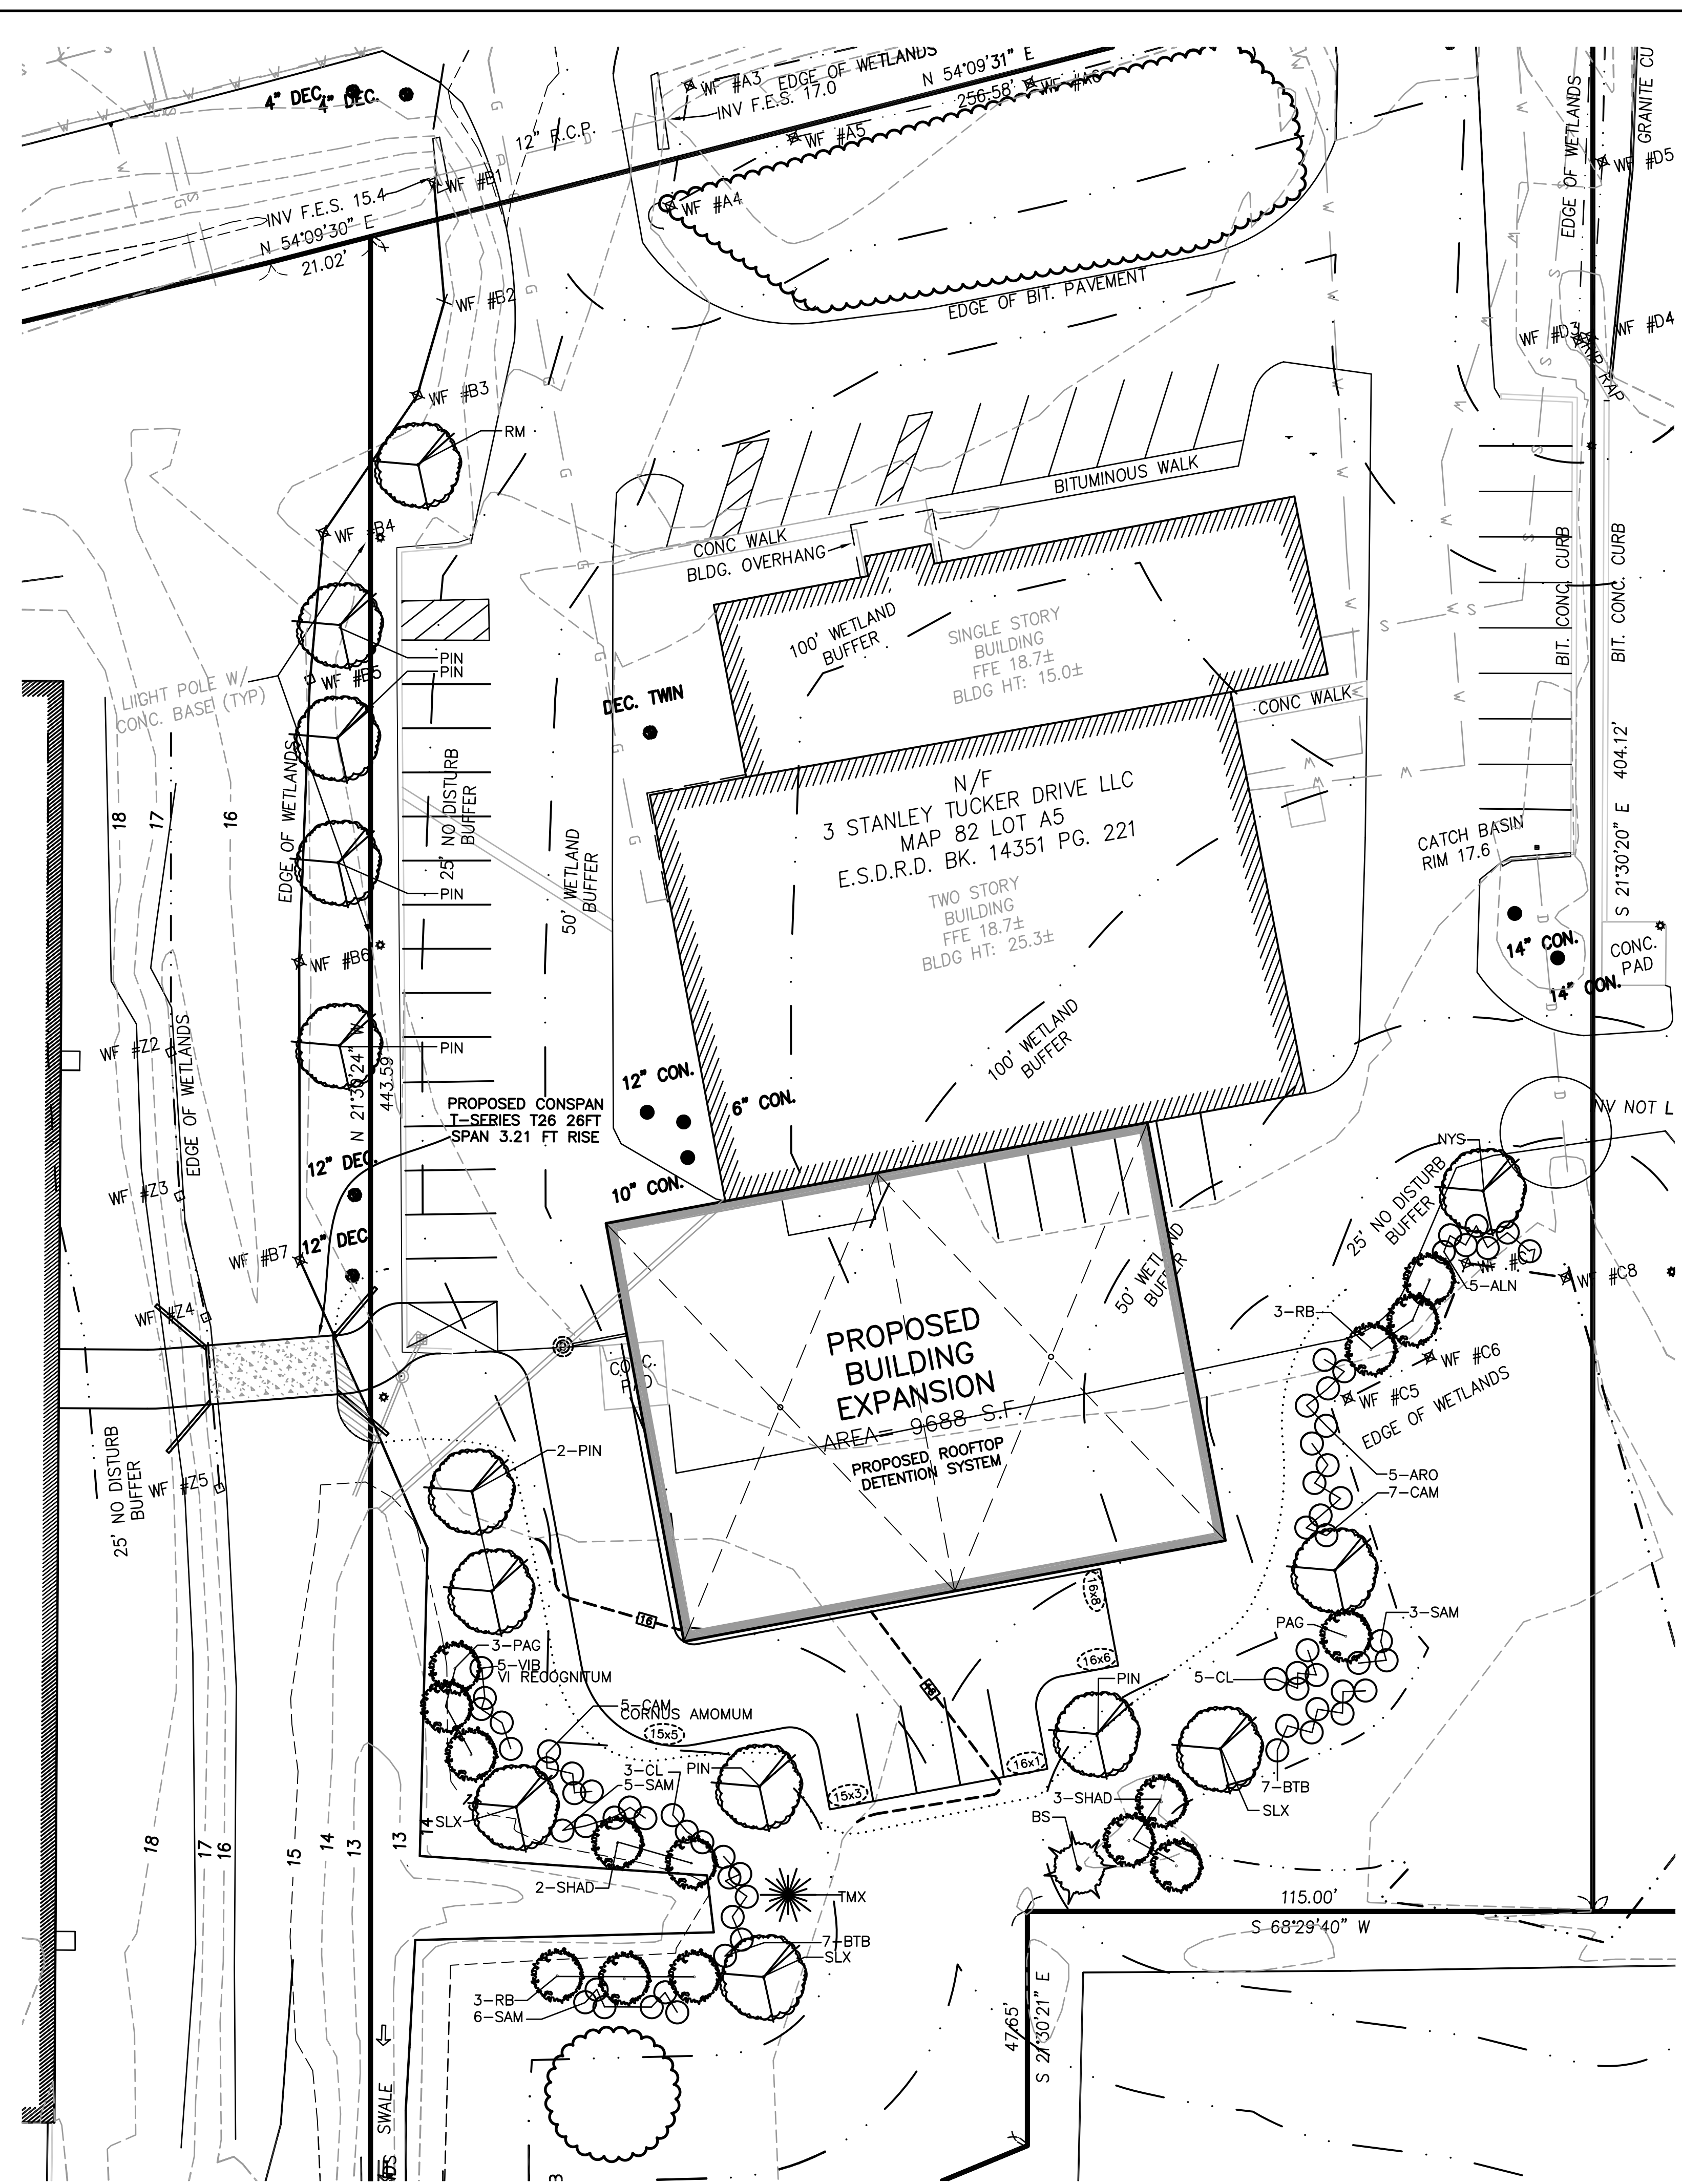 4" DEC.
4" DEC.
WF #A3
EDGE OF WETLANDS
N 54°09'31" E
256.58'
WF #A6
INV F.E.S. 17.0
12" R.C.P.
WF #A5
WF #A4
WF #B1
INV F.E.S. 15.4
N 54°09'30" E
21.02'
WF #B2
EDGE OF BIT. PAVEMENT
EDGE OF WETLANDS
GRANITE CU
WF #D5
WF #D3
WF #D4
RIP RAP
WF #B3
RM
WF #B4
BITUMINOUS WALK
CONC WALK
BLDG. OVERHANG
100' WETLAND
BUFFER
SINGLE STORY
BUILDING
FFE 18.7±
BLDG HT: 15.0±
BIT. CONC. CURB
BIT. CONC. CURB
PIN
PIN
WF #B5
LIIGHT POLE W/
CONC. BASE (TYP)
DEC. TWIN
CONC WALK
EDGE OF WETLANDS
25' NO DISTURB
BUFFER
18
17
16
50' WETLAND
BUFFER
N/F
3 STANLEY TUCKER DRIVE LLC
MAP 82 LOT A5
E.S.D.R.D. BK. 14351 PG. 221
TWO STORY
BUILDING
FFE 18.7±
BLDG HT: 25.3±
S 21°30'20" E
404.12'
CATCH BASIN
RIM 17.6
PIN
WF #B6
14" CON.
14" CON.
CONC.
PAD
WF #Z2
EDGE OF WETLANDS
N 21°30'24" W
443.59
PIN
100' WETLAND
BUFFER
12" CON.
6" CON.
10" CON.
PROPOSED CONSPAN
T-SERIES T26 26FT
SPAN 3.21 FT RISE
12" DEC.
12" DEC
WF #Z3
WF #B7
WF #Z4
NV NOT L
NYS
25' NO DISTURB
BUFFER
WF #C7
WF #C8
5-ALN
3-RB
50' WETLAND
BUFFER
WF #C6
WF #C5
EDGE OF WETLANDS
CONC.
PAD
PROPOSED
BUILDING
EXPANSION
AREA= 9688 S.F.
PROPOSED ROOFTOP
DETENTION SYSTEM
2-PIN
WF #Z5
25' NO DISTURB
BUFFER
5-ARO
7-CAM
16
16x8
PAG
3-SAM
3-PAG
5-VIB
VI RECOGNITUM
16x6
PIN
5-CL
16
5-CAM
CORNUS AMOMUM
15x5
3-CL
PIN
5-SAM
16x1
15x3
SLX
3-SHAD
7-BTB
SLX
BS
18
17
16
15
14
13
13
14
2-SHAD
TMX
115.00'
S 68°29'40" W
7-BTB
SLX
3-RB
6-SAM
47.65'
S 21°30'21" E
SWALE